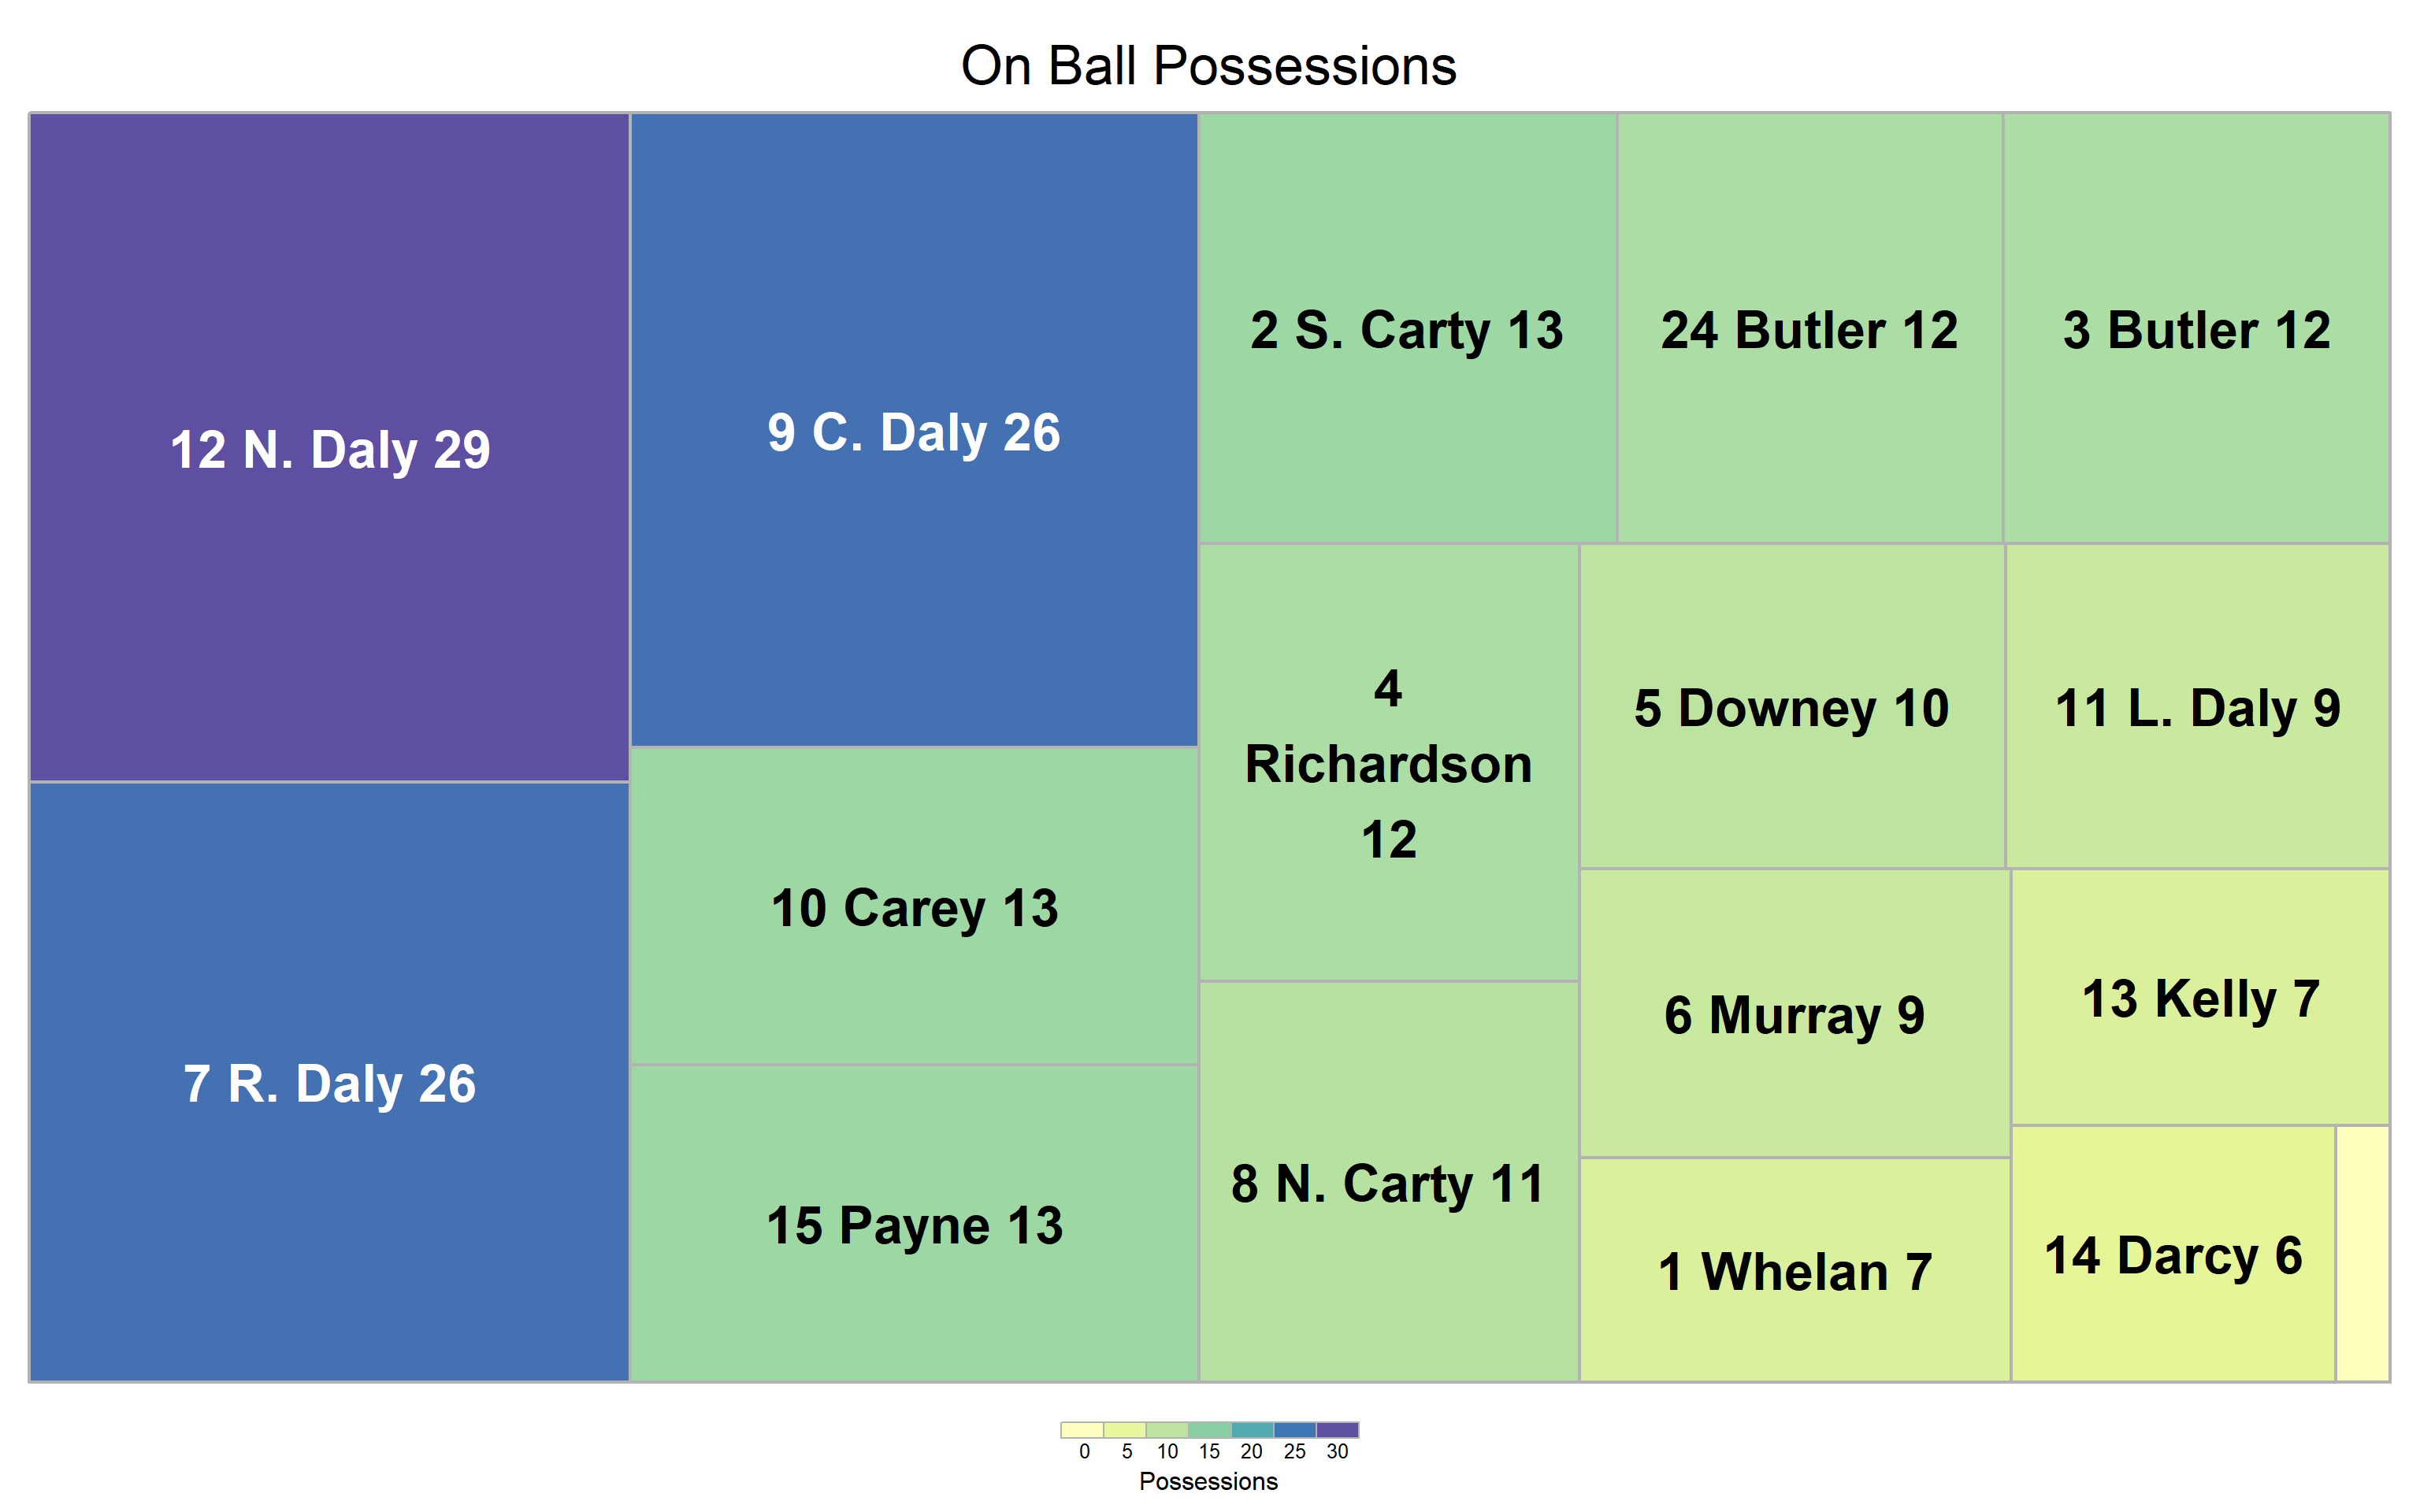 On Ball Possessions
12 N. Daly 29
7 R. Daly 26
9 C. Daly 26
10 Carey 13
15 Payne 13
2 S. Carty 13
24 Butler 12
3 Butler 12
4
Richardson
12
8 N. Carty 11
5 Downey 10
11 L. Daly 9
6 Murray 9
13 Kelly 7
1 Whelan 7
14 Darcy 6
0 5 10 15 20 25 30
Possessions